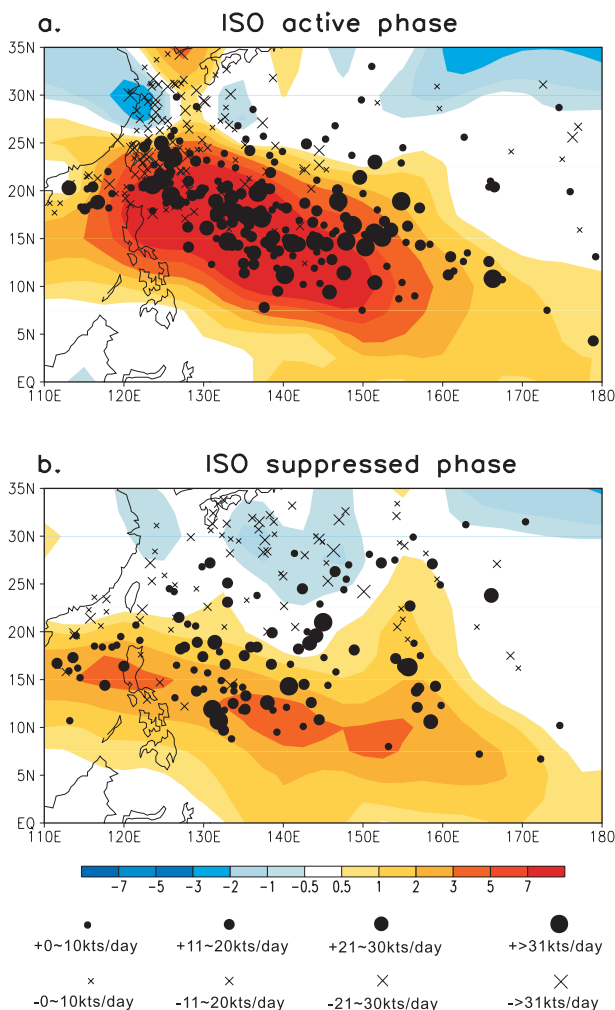 a. ISO active phase
35N
30N
25N
20N
15N
10N
5N
EQ
110E 120E 130E 140E 150E 160E 170E 180
b. ISO suppressed phase
35N
30N
25N
20N
15N
10N
5N
EQ
110E 120E 130E 140E 150E 160E 170E 180
-7 -5 -3 -2 -1 -0.5 0.5 1 2 3 5 7
+0~10kts/day +11~20kts/day +21~30kts/day +>31kts/day
-0~10kts/day -11~20kts/day -21~30kts/day ->31kts/day